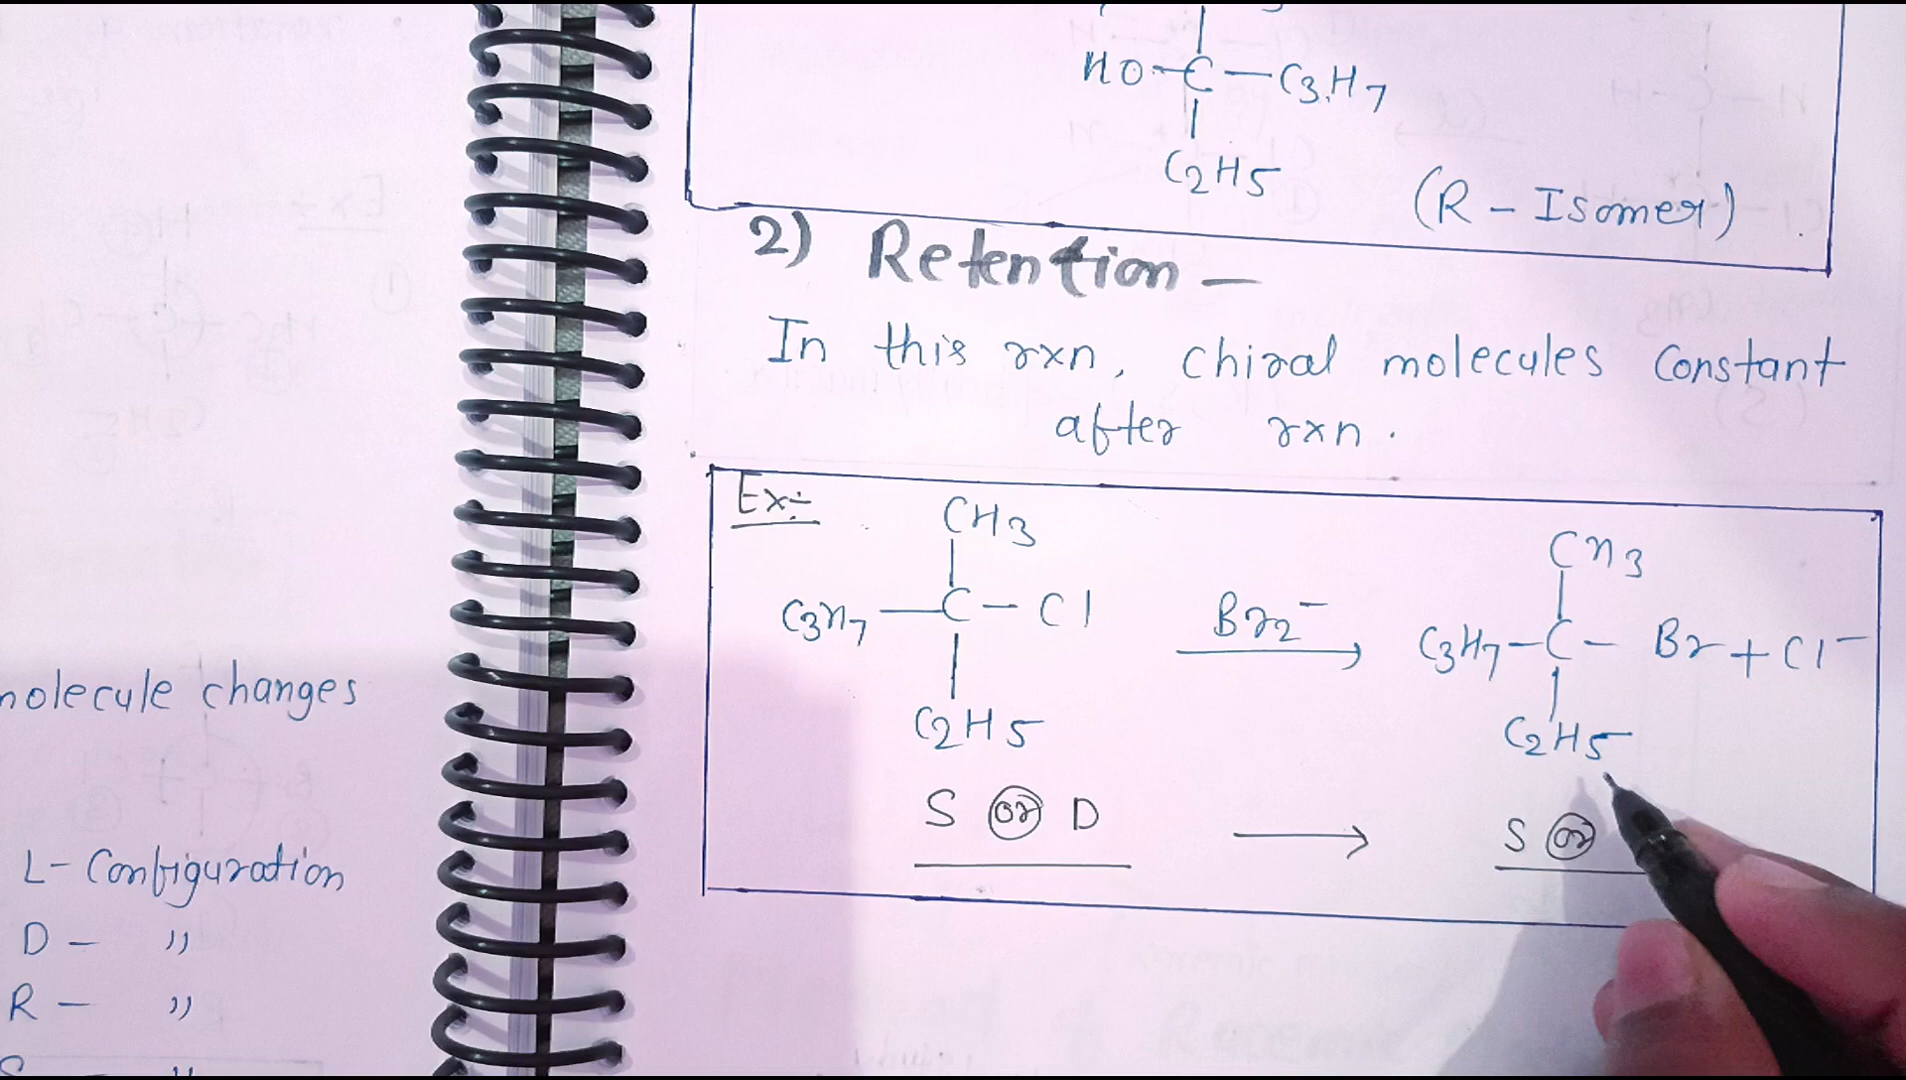 HO-C-C3H7
C2H5
(R - Isomer)
2) Retention -
In this rxn, chiral molecules constant
after rxn.
Ex:-
CH3
C3H7-C-Cl
C2H5
Br2-
CH3
C3H7-C-Br + Cl-
C2H5
S or D
S or
molecule changes
L- Configuration
D - "
R - "